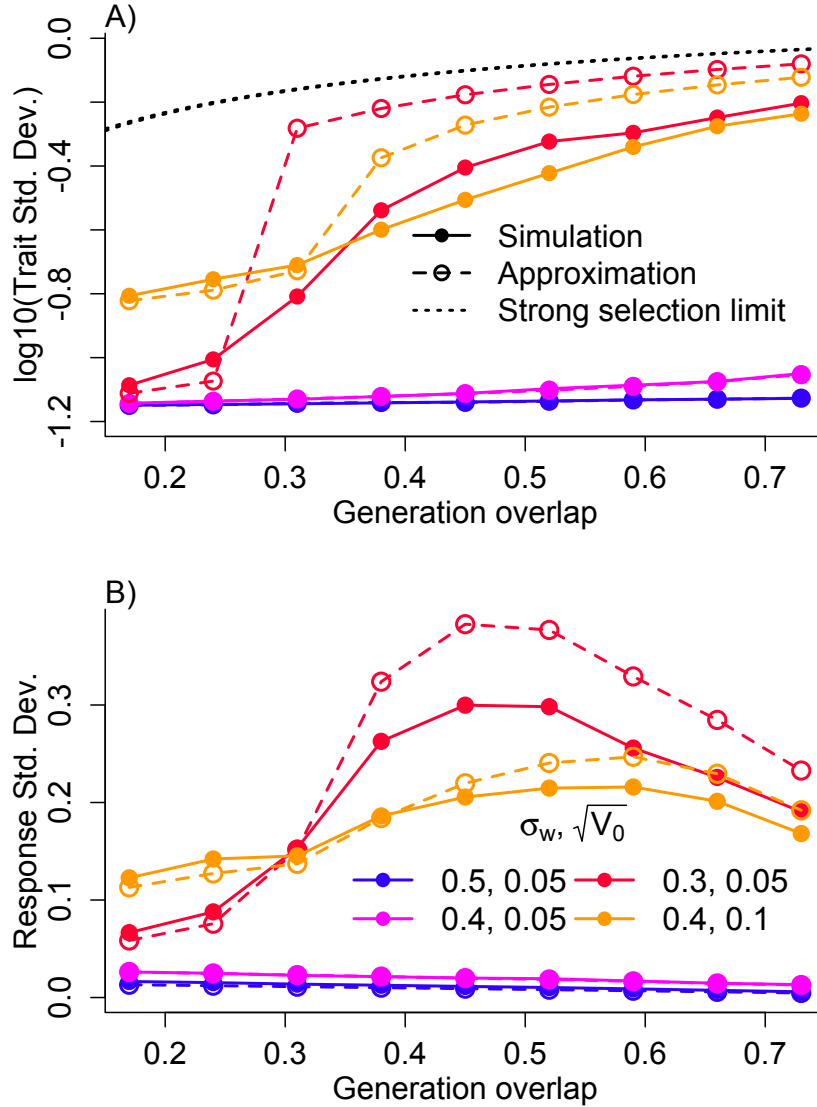 A)
log10(Trait Std. Dev.)
0.0
-0.4
-0.8
-1.2
Simulation
Approximation
Strong selection limit
0.2 0.3 0.4 0.5 0.6 0.7
Generation overlap
B)
Response Std. Dev.
0.3
0.2
0.1
0.0
σw, √V0
0.5, 0.05 0.3, 0.05
0.4, 0.05 0.4, 0.1
0.2 0.3 0.4 0.5 0.6 0.7
Generation overlap